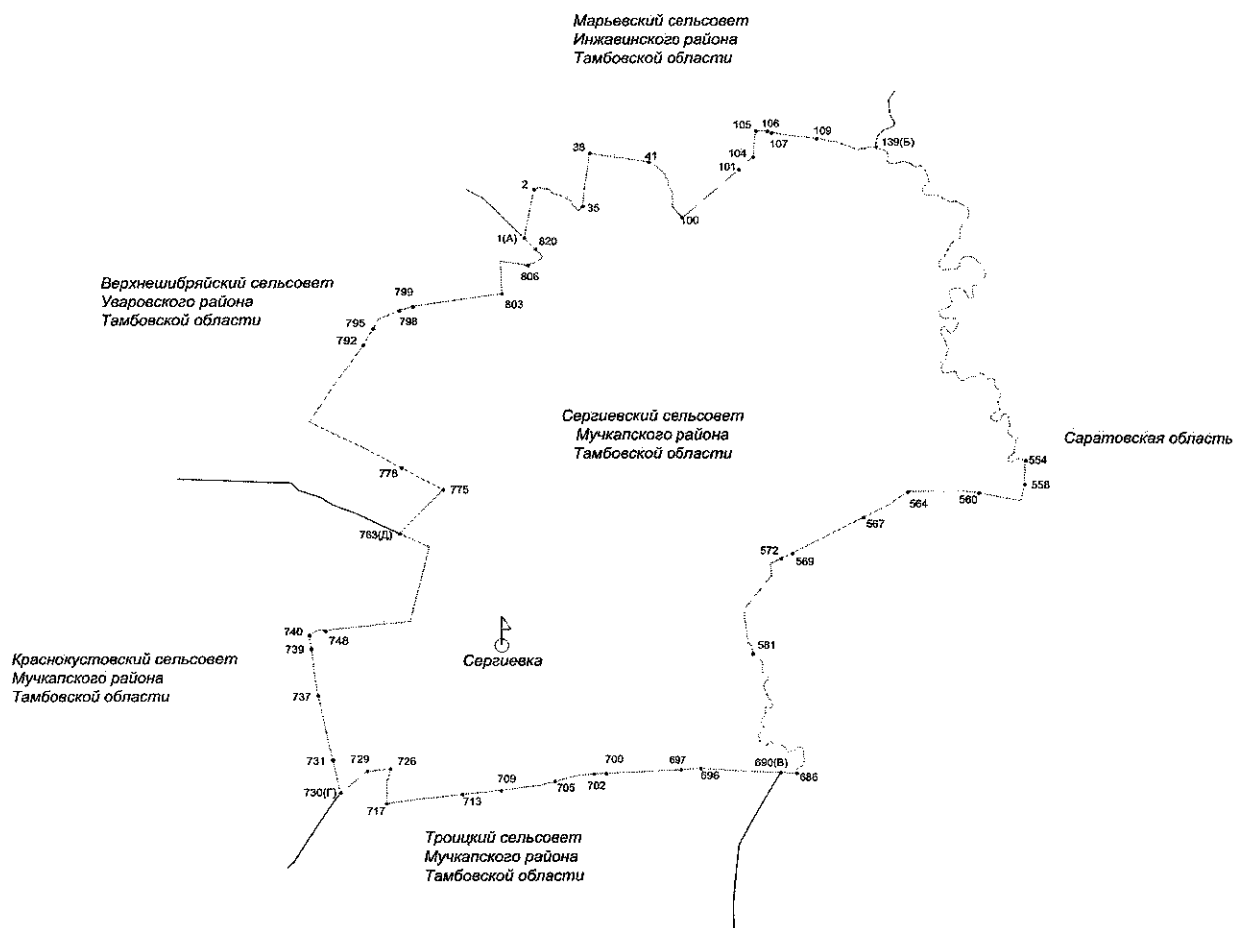 Марьевский сельсовет
Инжавинского района
Тамбовской области
105
106
107
109
139(Б)
38
41
104
101
2
35
100
1(А)
820
806
Верхнешибряйский сельсовет
Уваровского района
Тамбовской области
799
798
803
795
792
Сергиевский сельсовет
Мучкапского района
Тамбовской области
Саратовская область
554
558
778
775
564
560
567
763(Д)
572
569
740
748
739
Сергиевка
581
Краснокустовский сельсовет
Мучкапского района
Тамбовской области
737
731
729
726
730(Г)
717
713
709
705
702
700
697
696
690(В)
686
Троицкий сельсовет
Мучкапского района
Тамбовской области